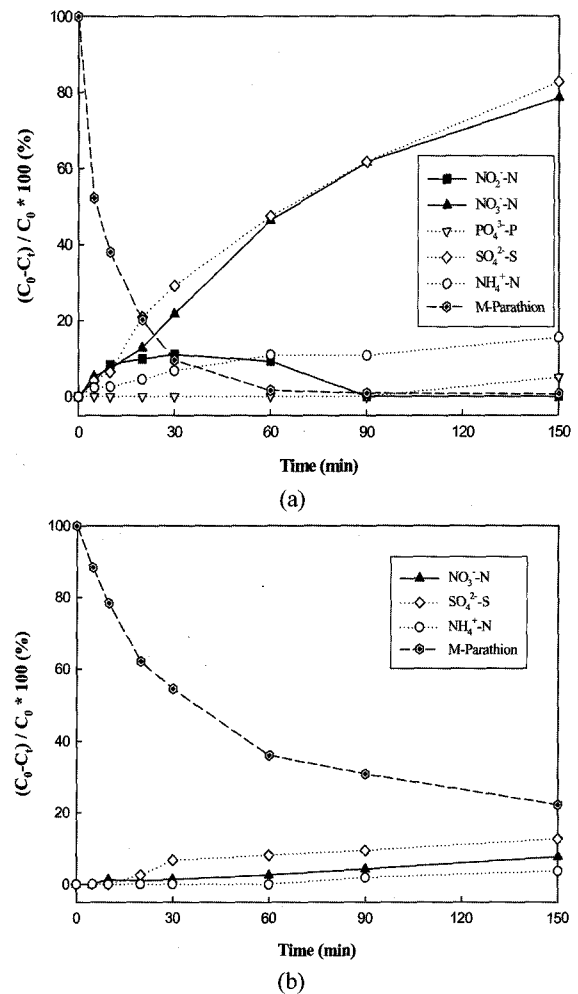 100
80
60
40
20
0
(C₀-Cₜ) / C₀ * 100 (%)
NO₂⁻-N
NO₃⁻-N
PO₄³⁻-P
SO₄²⁻-S
NH₄⁺-N
M-Parathion
0 30 60 90 120 150
Time (min)
(a)
100
80
60
40
20
0
(C₀-Cₜ) / C₀ * 100 (%)
NO₃⁻-N
SO₄²⁻-S
NH₄⁺-N
M-Parathion
0 30 60 90 120 150
Time (min)
(b)